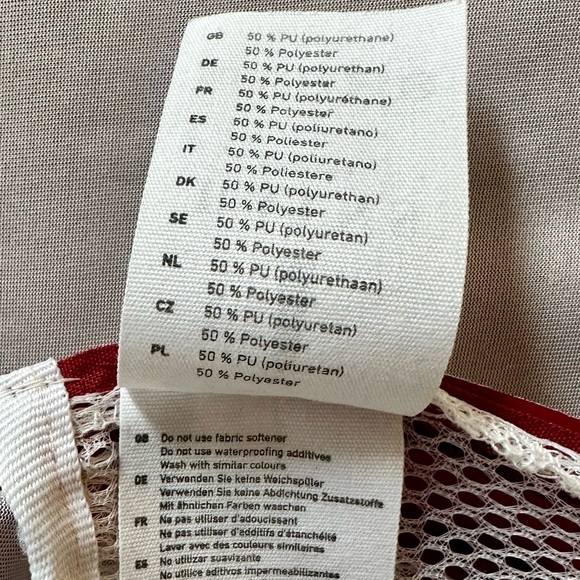 GB 50 % PU (polyurethane)
50 % Polyester
DE 50 % PU (polyurethan)
50 % Polyester
FR 50 % PU (polyuréthane)
50 % Polyester
ES 50 % PU (poliuretano)
50 % Poliester
IT 50 % PU (poliuretano)
50 % Poliestere
DK 50 % PU (polyurethan)
50 % Polyester
SE 50 % PU (polyuretan)
50 % Polyester
NL 50 % PU (polyurethaan)
50 % Polyester
CZ 50 % PU (polyuretan)
50 % Polyester
PL 50 % PU (poliuretan)
50 % Polyester
GB Do not use fabric softener
Do not use waterproofing additives
Wash with similar colours
DE Verwenden Sie keine Weichspüler
Verwenden Sie keine Abdichtung Zusatzstoffe
Mit ähnlichen Farben waschen
FR Ne pas utiliser d'adoucissant
Ne pas utiliser d'additifs d'étanchéité
Laver avec des couleurs similaires
ES No utilizar suavizante
No utilice aditivos impermeabilizantes